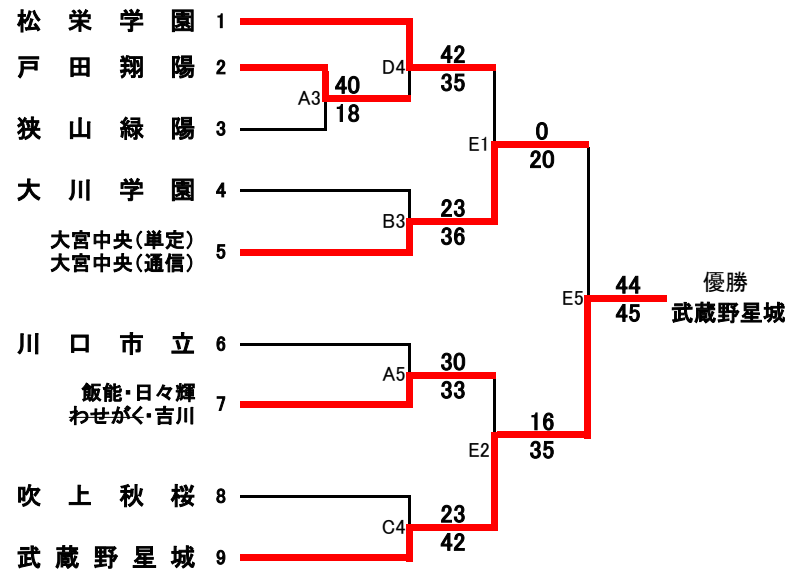 松栄学園 1
戸田翔陽 2
狭山緑陽 3
大川学園 4
大宮中央(単定)
大宮中央(通信)
5
川口市立 6
飯能・日々輝
わせがく・吉川
7
吹上秋桜 8
武蔵野星城 9
A3
40
18
D4
42
35
B3
23
36
E1
0
20
A5
30
33
C4
23
42
E2
16
35
E5
44
45
優勝
武蔵野星城